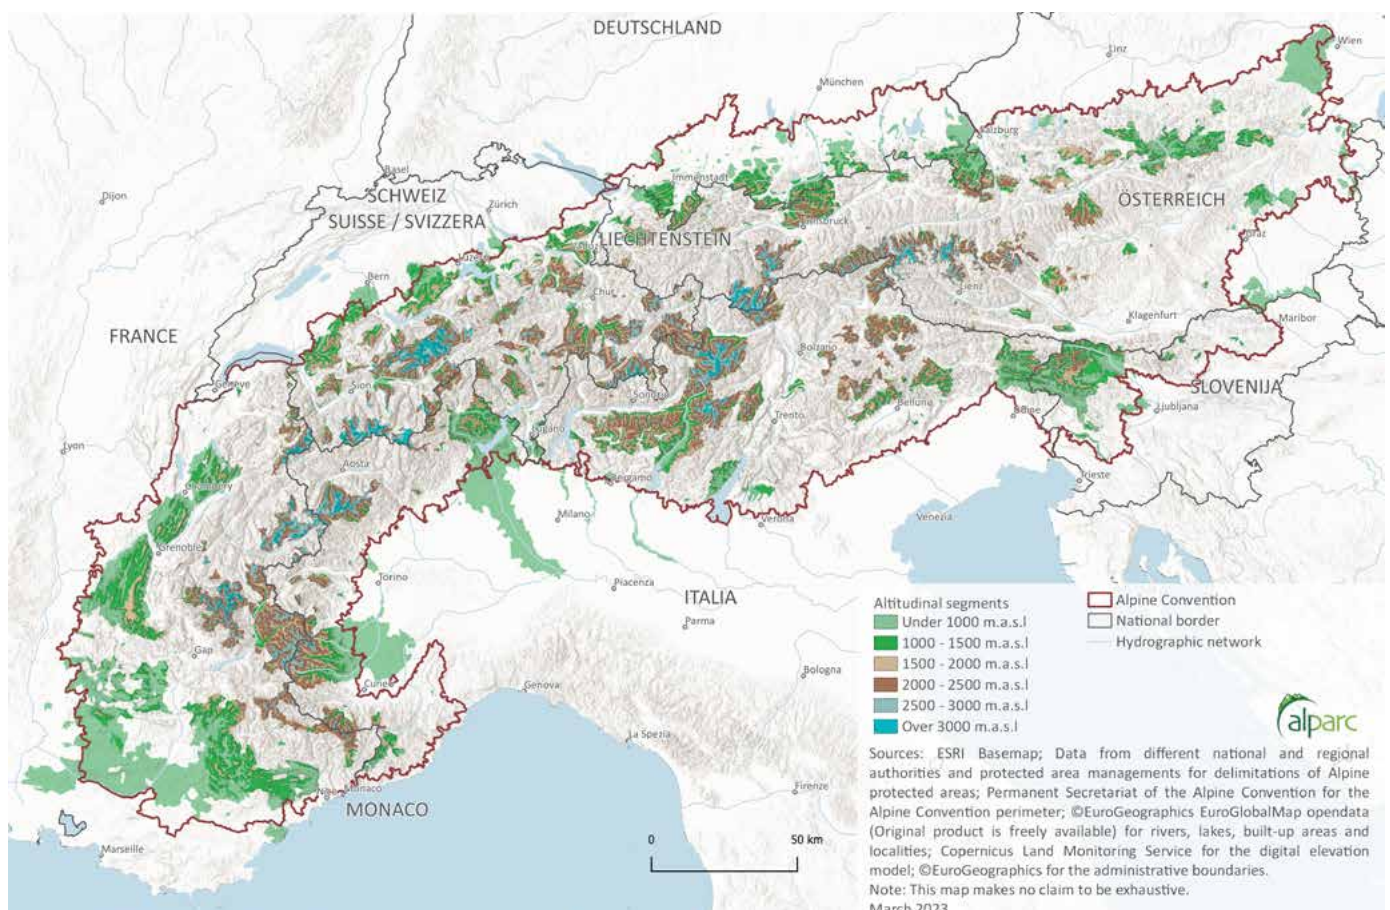 DEUTSCHLAND
Wien
Linz
München
Salzburg
Basel
Immenstadt
Dijon
SCHWEIZ
Zürich
ÖSTERREICH
SUISSE / SVIZZERA
LIECHTENSTEIN
Graz
Luzern
Bern
Chur
Lienz
Klagenfurt
Maribor
FRANCE
Bolzano
Genève
Sion
Sondrio
SLOVENIJA
Belluno
Trento
Udine
Ljubljana
Lugano
Lyon
Aosta
Bergamo
Trieste
Chambéry
Milano
Verona
Venezia
Grenoble
Torino
Piacenza
ITALIA
Parma
Gap
Bologna
Cuneo
Genova
La Spezia
Nice
Monaco
MONACO
Firenze
Marseille
0
50 km
Altitudinal segments
Under 1000 m.a.s.l
1000 - 1500 m.a.s.l
1500 - 2000 m.a.s.l
2000 - 2500 m.a.s.l
2500 - 3000 m.a.s.l
Over 3000 m.a.s.l
Alpine Convention
National border
Hydrographic network
alparc
Sources: ESRI Basemap; Data from different national and regional
authorities and protected area managements for delimitations of Alpine
protected areas; Permanent Secretariat of the Alpine Convention for the
Alpine Convention perimeter; ©EuroGeographics EuroGlobalMap opendata
(Original product is freely available) for rivers, lakes, built-up areas and
localities; Copernicus Land Monitoring Service for the digital elevation
model; ©EuroGeographics for the administrative boundaries.
Note: This map makes no claim to be exhaustive.
March 2023